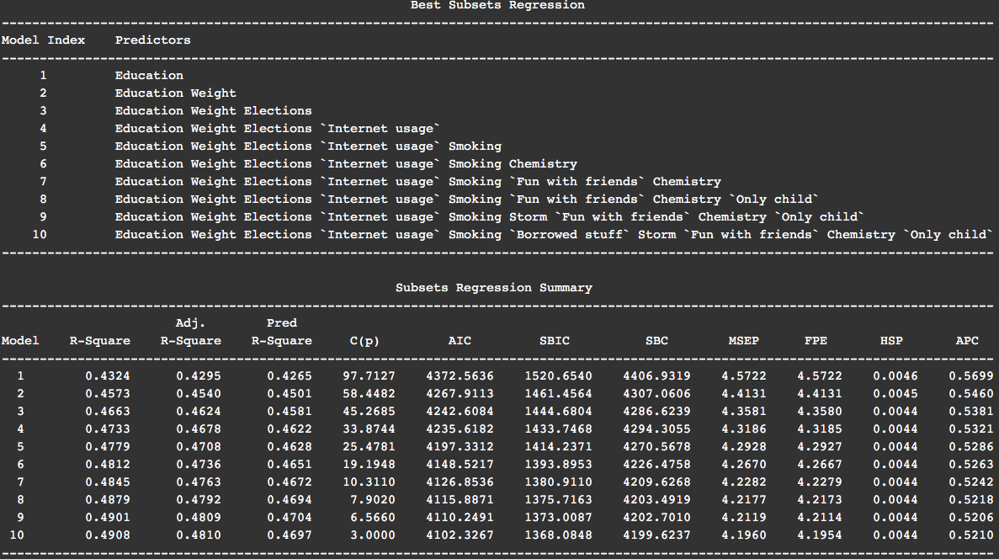 Best Subsets Regression
Model Index Predictors
1 Education
2 Education Weight
3 Education Weight Elections
4 Education Weight Elections `Internet usage`
5 Education Weight Elections `Internet usage` Smoking
6 Education Weight Elections `Internet usage` Smoking Chemistry
7 Education Weight Elections `Internet usage` Smoking `Fun with friends` Chemistry
8 Education Weight Elections `Internet usage` Smoking `Fun with friends` Chemistry `Only child`
9 Education Weight Elections `Internet usage` Smoking Storm `Fun with friends` Chemistry `Only child`
10 Education Weight Elections `Internet usage` Smoking `Borrowed stuff` Storm `Fun with friends` Chemistry `Only child`
Subsets Regression Summary
Adj. Pred
Model R-Square R-Square R-Square C(p) AIC SBIC SBC MSEP FPE HSP APC
1 0.4324 0.4295 0.4265 97.7127 4372.5636 1520.6540 4406.9319 4.5722 4.5722 0.0046 0.5699
2 0.4573 0.4540 0.4501 58.4482 4267.9113 1461.4564 4307.0606 4.4131 4.4131 0.0045 0.5460
3 0.4663 0.4624 0.4581 45.2685 4242.6084 1444.6804 4286.6239 4.3581 4.3580 0.0044 0.5381
4 0.4733 0.4678 0.4622 33.8744 4235.6182 1433.7468 4294.3055 4.3186 4.3185 0.0044 0.5321
5 0.4779 0.4708 0.4628 25.4781 4197.3312 1414.2371 4270.5678 4.2928 4.2927 0.0044 0.5286
6 0.4812 0.4736 0.4651 19.1948 4148.5217 1393.8953 4226.4758 4.2670 4.2667 0.0044 0.5263
7 0.4845 0.4763 0.4672 10.3110 4126.8536 1380.9110 4209.6268 4.2282 4.2279 0.0044 0.5242
8 0.4879 0.4792 0.4694 7.9020 4115.8871 1375.7163 4203.4919 4.2177 4.2173 0.0044 0.5218
9 0.4901 0.4809 0.4704 6.5660 4110.2491 1373.0087 4202.7010 4.2119 4.2114 0.0044 0.5206
10 0.4908 0.4810 0.4697 3.0000 4102.3267 1368.0848 4199.6237 4.1960 4.1954 0.0044 0.5210